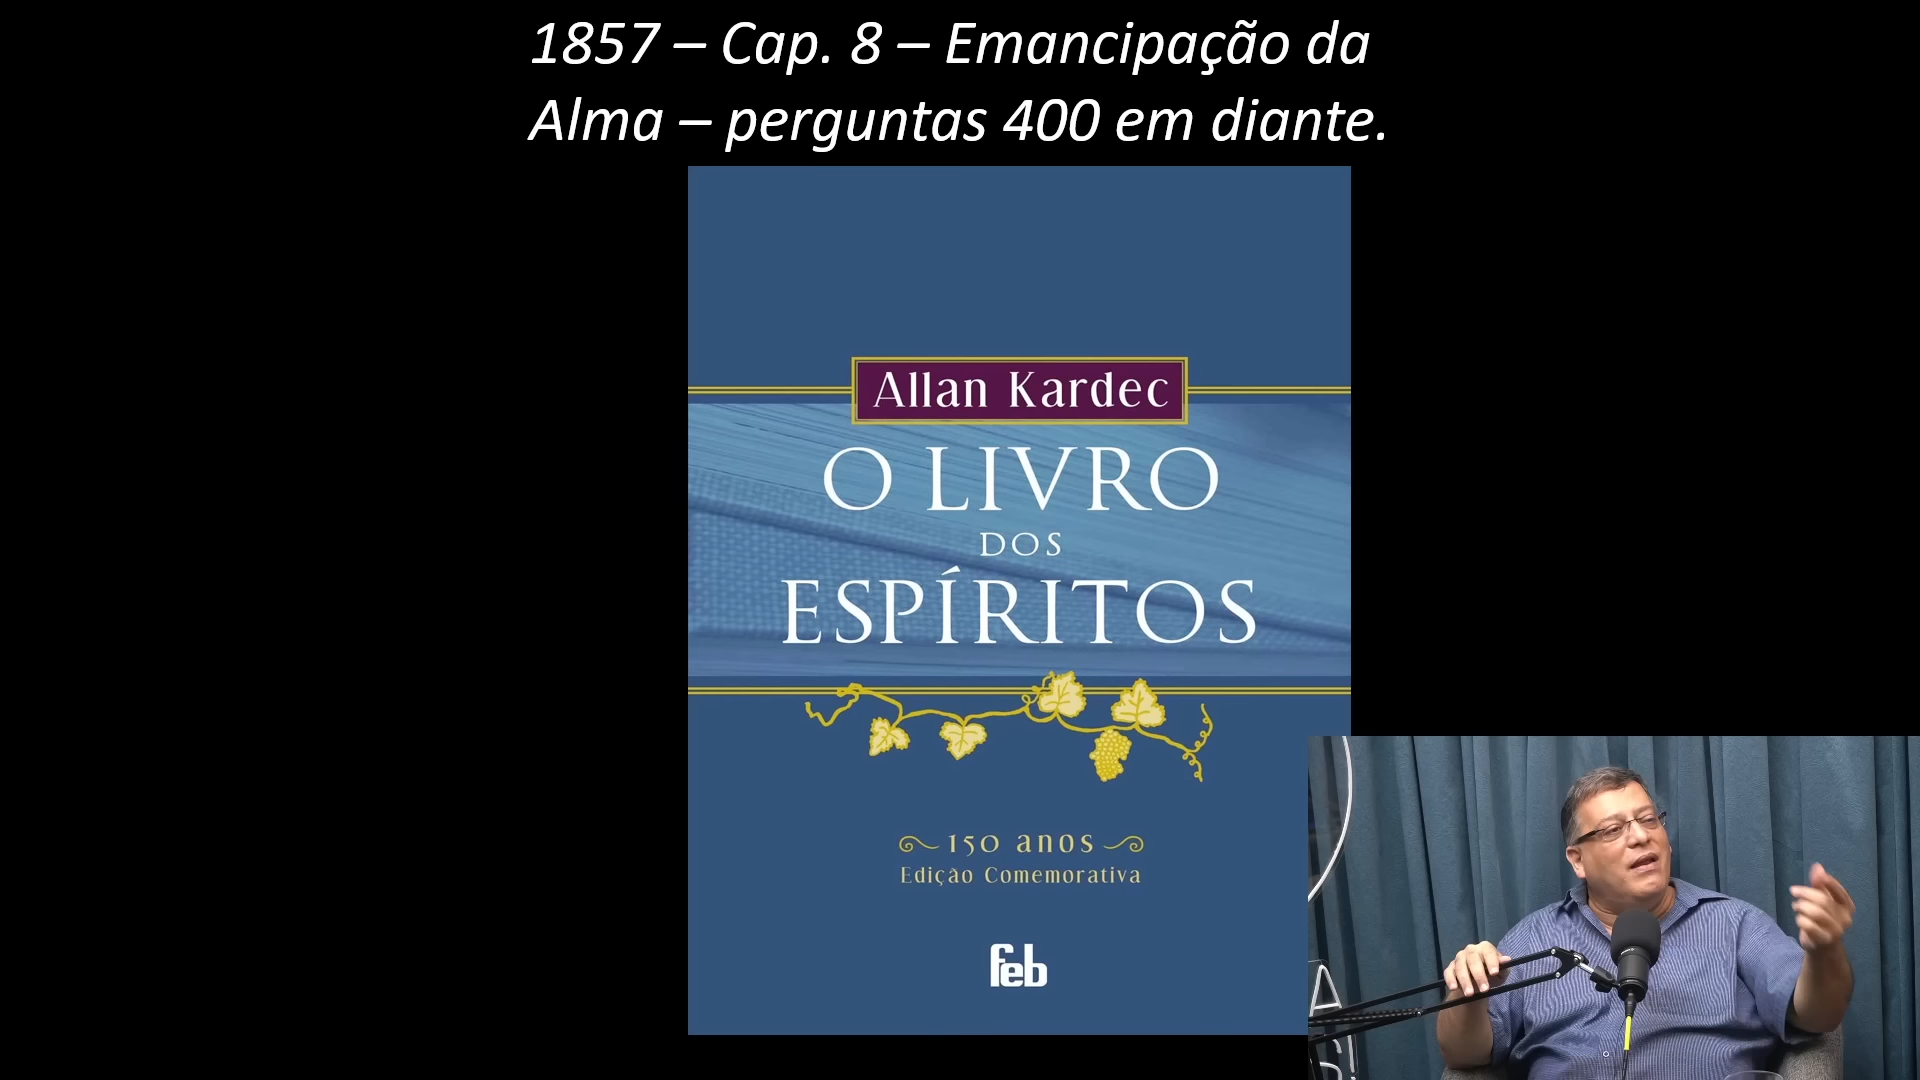 1857 – Cap. 8 – Emancipação da
Alma – perguntas 400 em diante.
Allan Kardec
O LIVRO
DOS
ESPÍRITOS
150 anos
Edição Comemorativa
feb